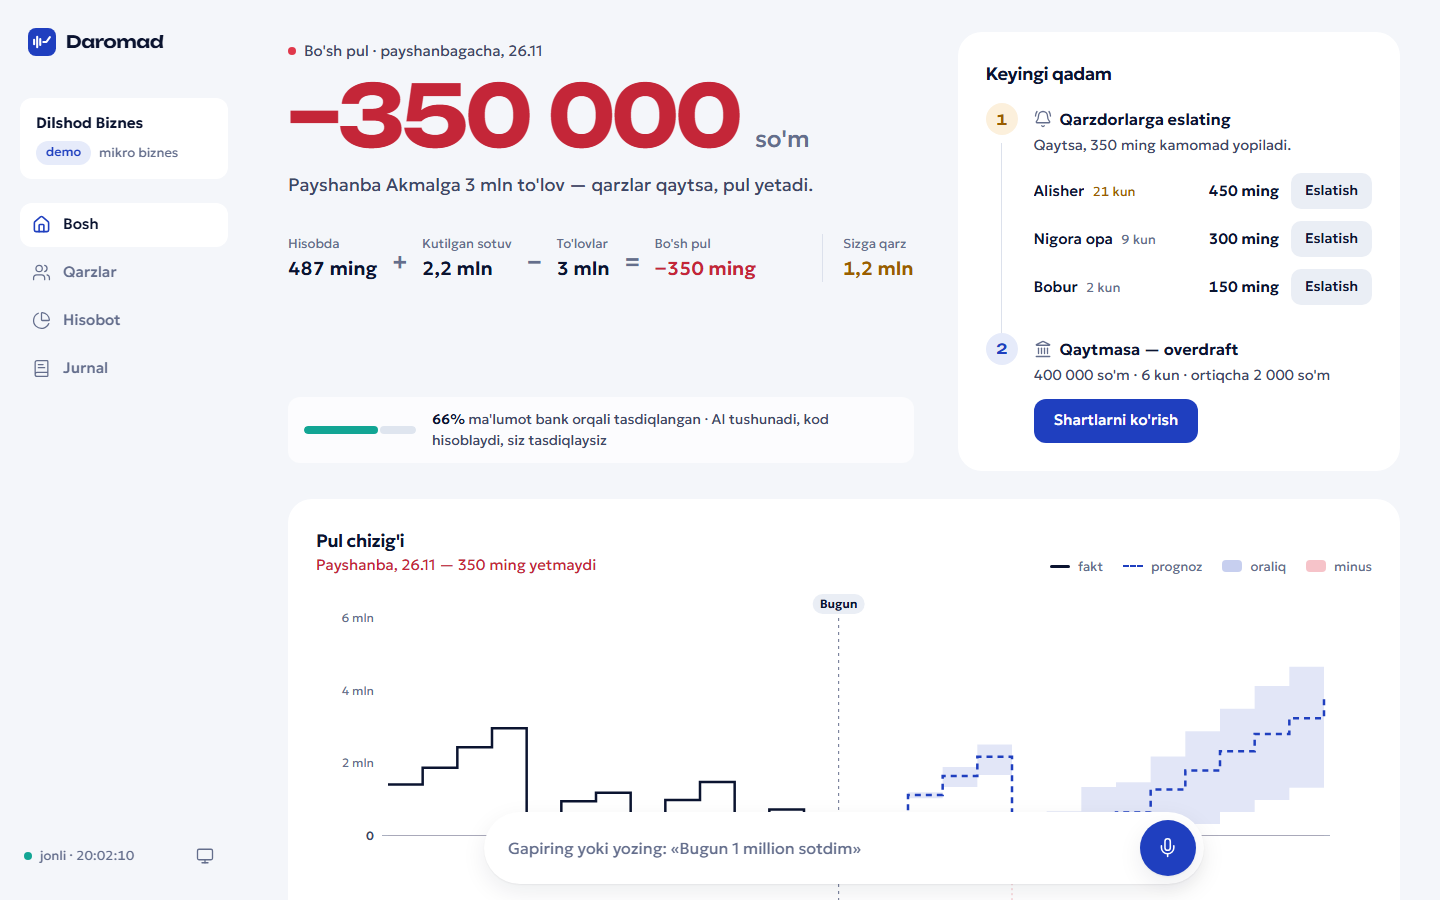 Daromad
Dilshod Biznes
demo mikro biznes
Bosh
Qarzlar
Hisobot
Jurnal
jonli · 20:02:10
Bo'sh pul · payshanbagacha, 26.11
−350 000 so'm
Payshanba Akmalga 3 mln to'lov — qarzlar qaytsa, pul yetadi.
Hisobda
487 ming
+
Kutilgan sotuv
2,2 mln
−
To'lovlar
3 mln
=
Bo'sh pul
−350 ming
Sizga qarz
1,2 mln
66% ma'lumot bank orqali tasdiqlangan · AI tushunadi, kod
hisoblaydi, siz tasdiqlaysiz
Keyingi qadam
1 Qarzdorlarga eslating
Qaytsa, 350 ming kamomad yopiladi.
Alisher 21 kun 450 ming Eslatish
Nigora opa 9 kun 300 ming Eslatish
Bobur 2 kun 150 ming Eslatish
2 Qaytmasa — overdraft
400 000 so'm · 6 kun · ortiqcha 2 000 so'm
Shartlarni ko'rish
Pul chizig'i
Payshanba, 26.11 — 350 ming yetmaydi
fakt prognoz oraliq minus
Bugun
6 mln
4 mln
2 mln
0
Gapiring yoki yozing: «Bugun 1 million sotdim»